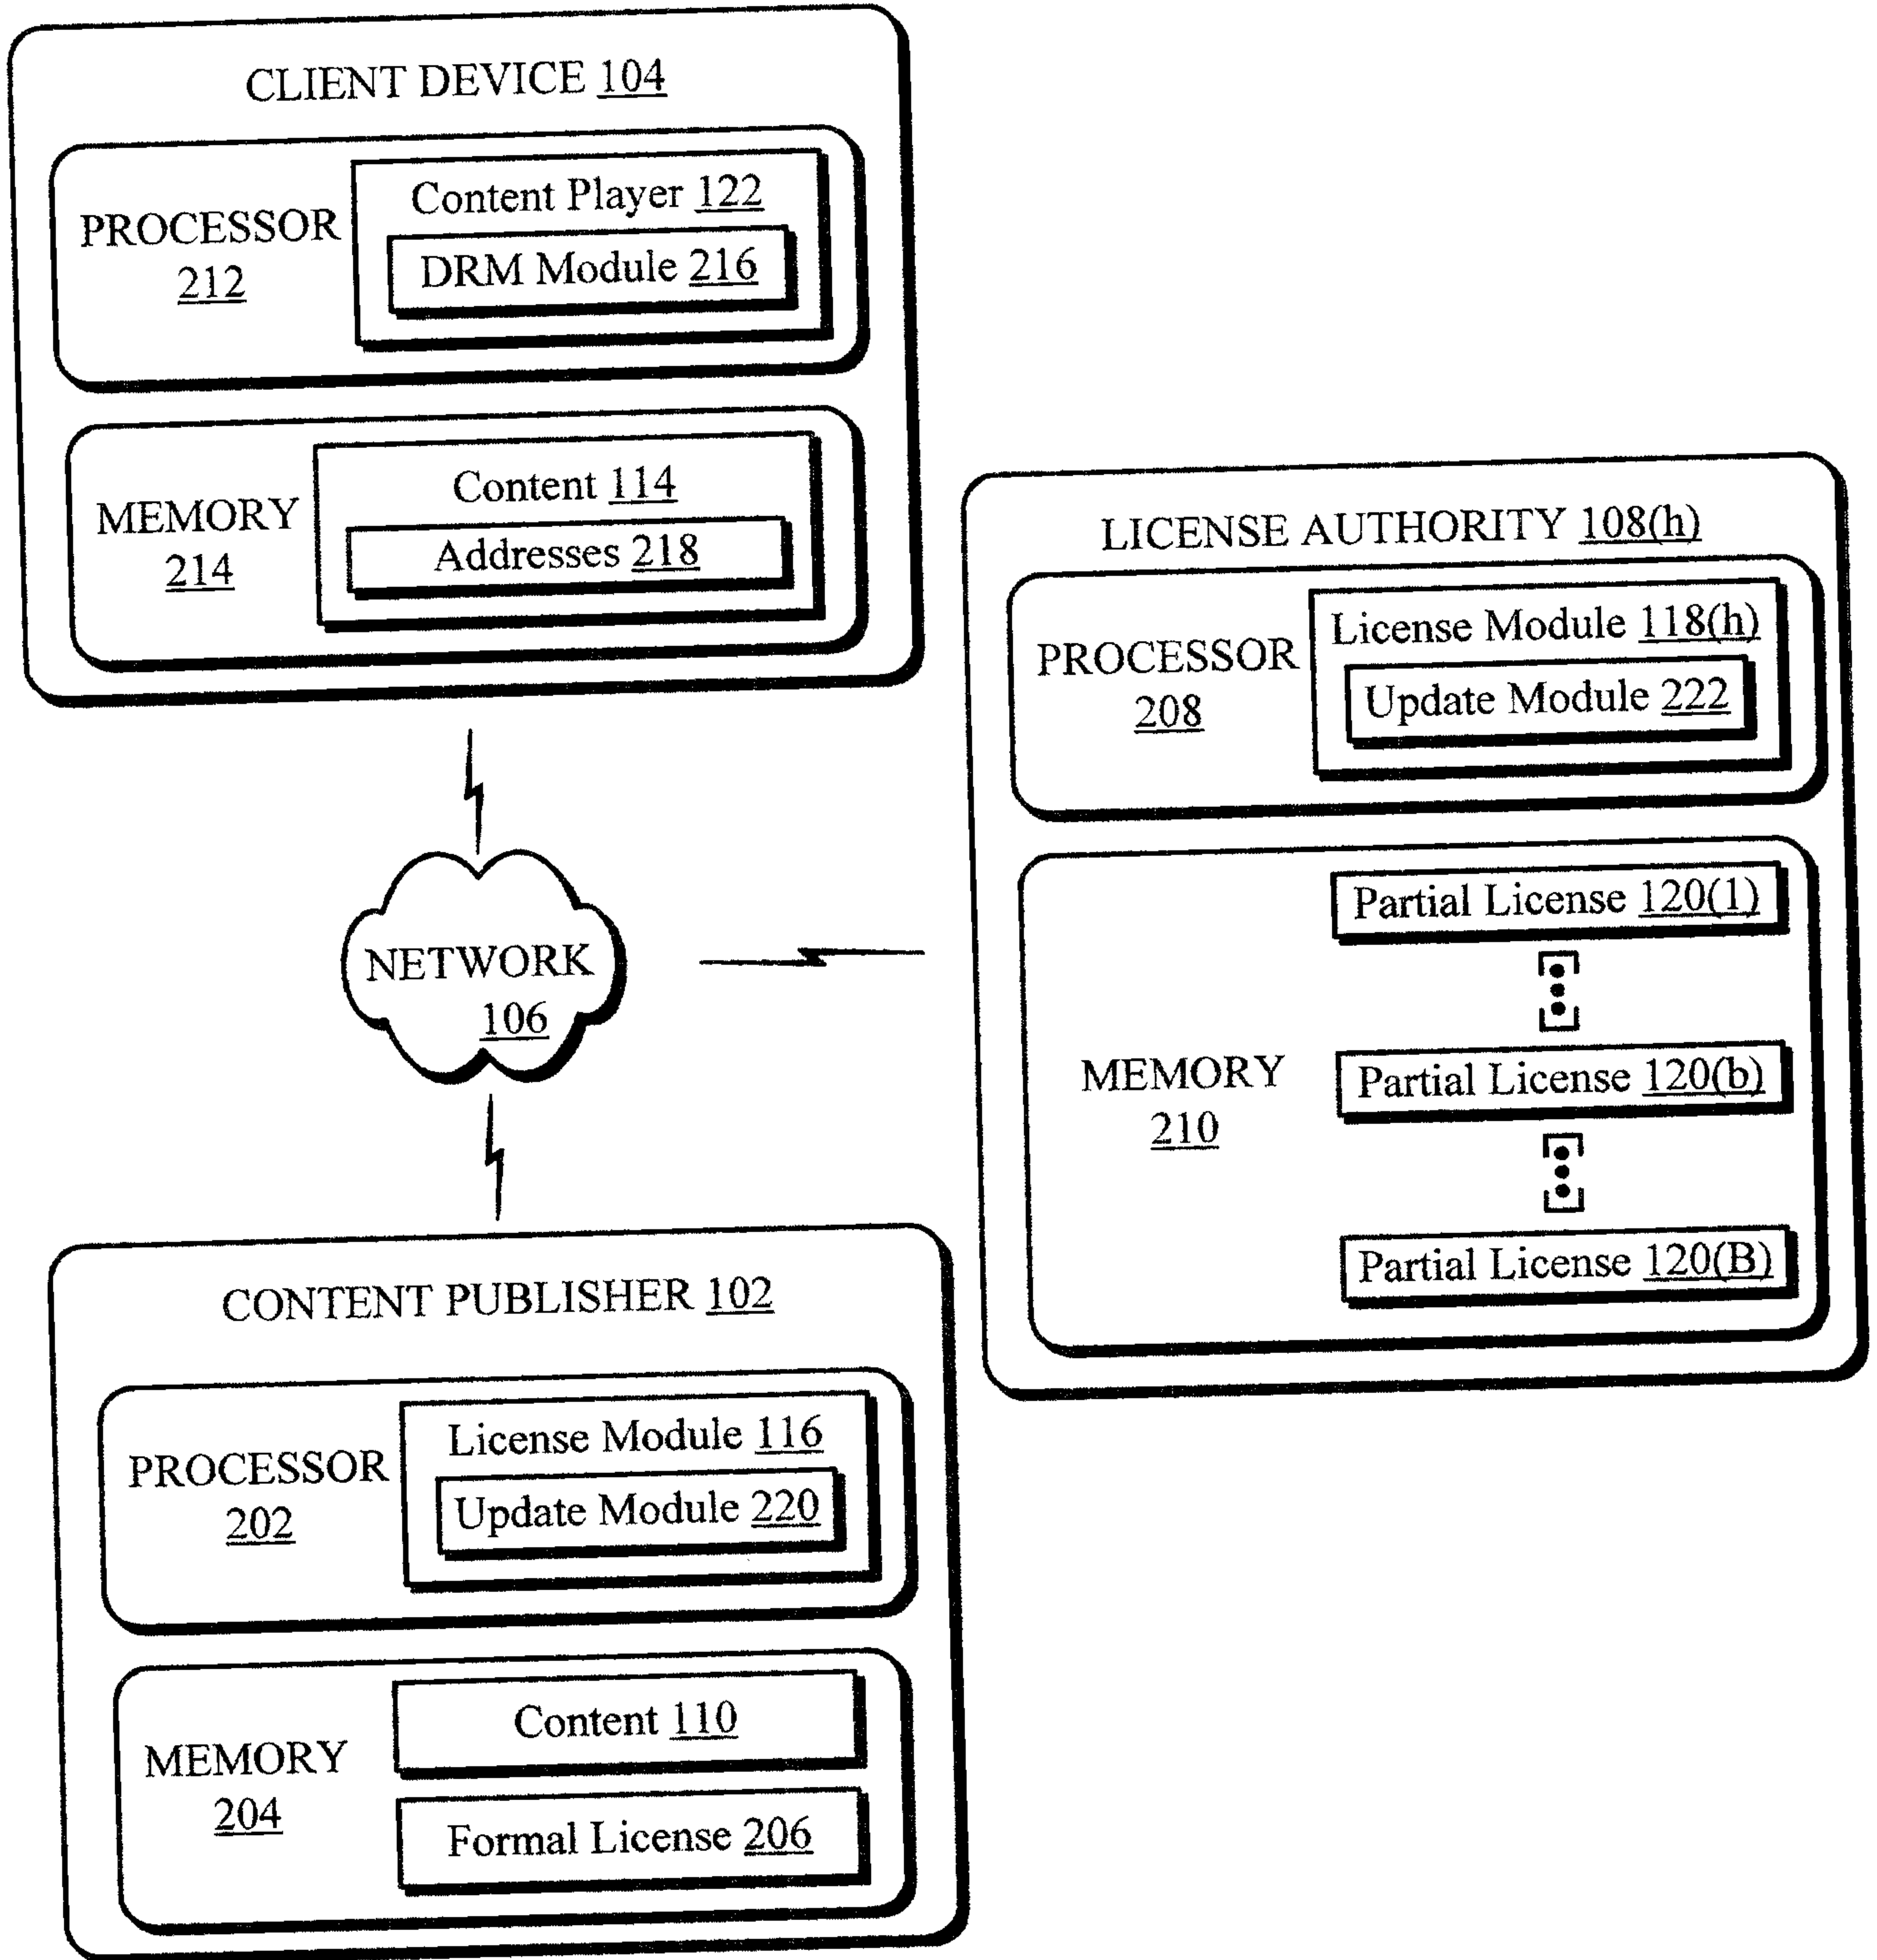 CLIENT DEVICE 104
PROCESSOR
212
Content Player 122
DRM Module 216
MEMORY
214
Content 114
Addresses 218
LICENSE AUTHORITY 108(h)
PROCESSOR
208
License Module 118(h)
Update Module 222
MEMORY
210
Partial License 120(1)
Partial License 120(b)
Partial License 120(B)
NETWORK
106
CONTENT PUBLISHER 102
PROCESSOR
202
License Module 116
Update Module 220
MEMORY
204
Content 110
Formal License 206